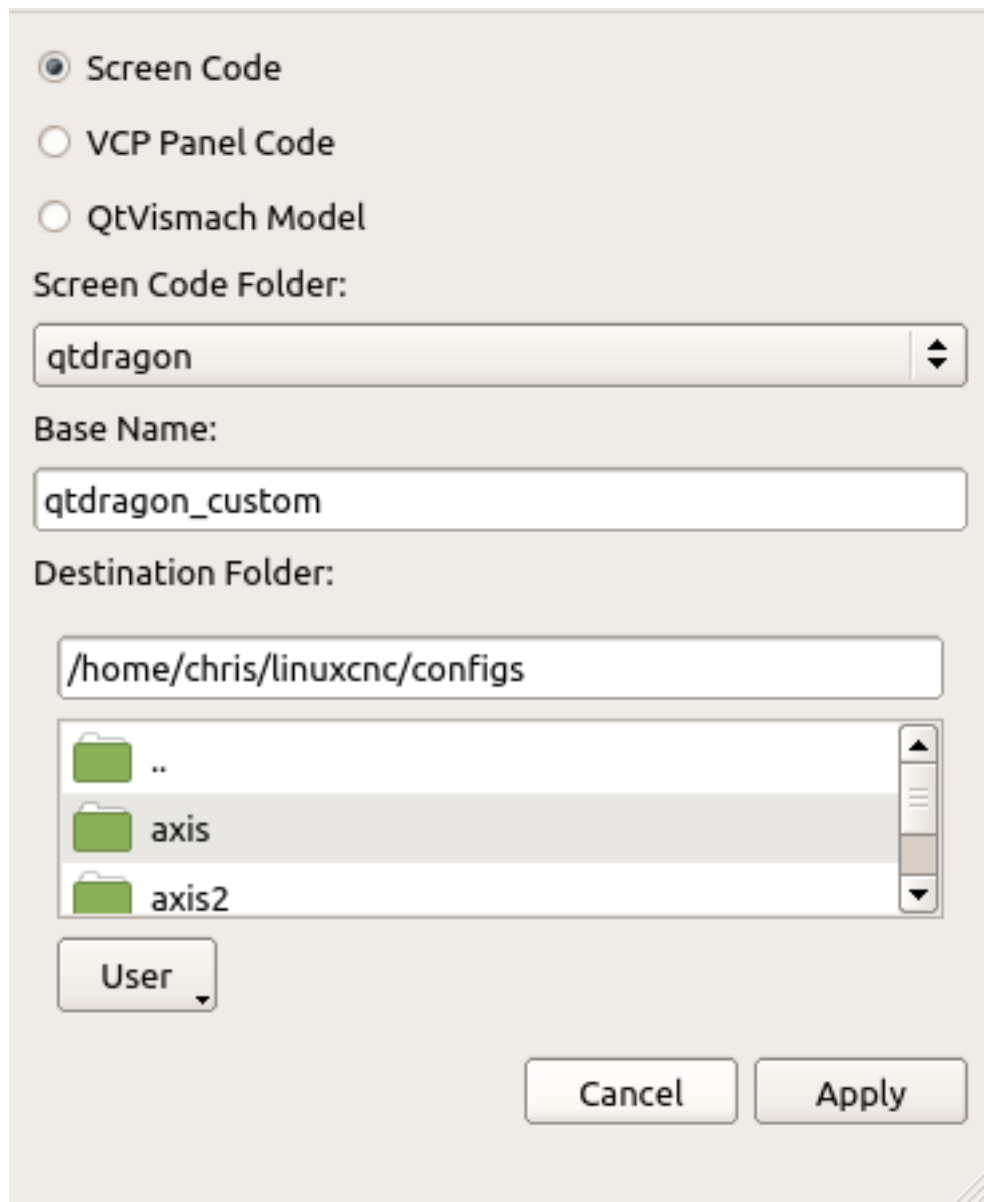 Screen Code
VCP Panel Code
QtVismach Model
Screen Code Folder:
qtdragon
Base Name:
qtdragon_custom
Destination Folder:
/home/chris/linuxcnc/configs
..
axis
axis2
User
Cancel
Apply